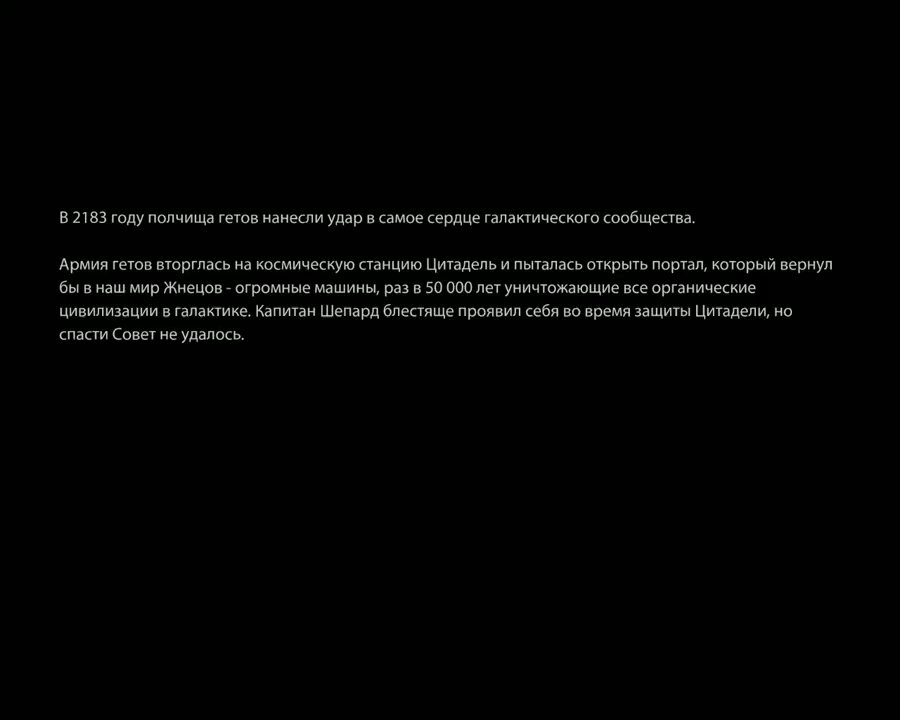 В 2183 году полчища гетов нанесли удар в самое сердце галактического сообщества.
Армия гетов вторглась на космическую станцию Цитадель и пыталась открыть портал, который вернул
бы в наш мир Жнецов - огромные машины, раз в 50 000 лет уничтожающие все органические
цивилизации в галактике. Капитан Шепард блестяще проявил себя во время защиты Цитадели, но
спасти Совет не удалось.